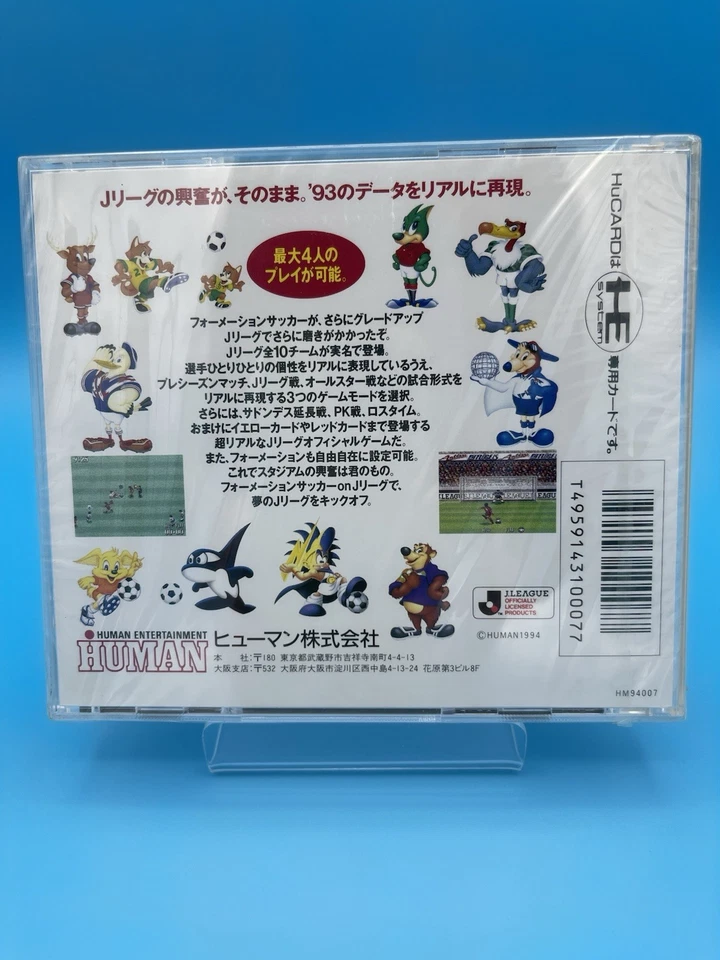 Jリーグの興奮が、そのまま。'93のデータをリアルに再現。
最大4人の
プレイが可能。
フォーメーションサッカーが、さらにグレードアップ
Jリーグでさらに磨きがかかったぞ。
Jリーグ全10チームが実名で登場。
選手ひとりひとりの個性をリアルに表現しているうえ、
プレシーズンマッチ、Jリーグ戦、オールスター戦などの試合形式を
リアルに再現する3つのゲームモードを選択。
さらには、サドンデス延長戦、PK戦、ロスタイム。
おまけにイエローカードやレッドカードまで登場する
超リアルなJリーグオフィシャルゲームだ。
また、フォーメーションも自由自在に設定可能。
これでスタジアムの興奮は君のもの。
フォーメーションサッカーonJリーグで、
夢のJリーグをキックオフ。
HuCARDは
HE
system
専用カードです。
T4959143100077
J.LEAGUE
OFFICIALLY
LICENSED
PRODUCTS
©HUMAN1994
HUMAN ENTERTAINMENT
HUMAN
ヒューマン株式会社
本 社:〒180 東京都武蔵野市吉祥寺南町4-4-13
大阪支店:〒532 大阪府大阪市淀川区西中島4-13-24 花原第3ビル8F
HM94007